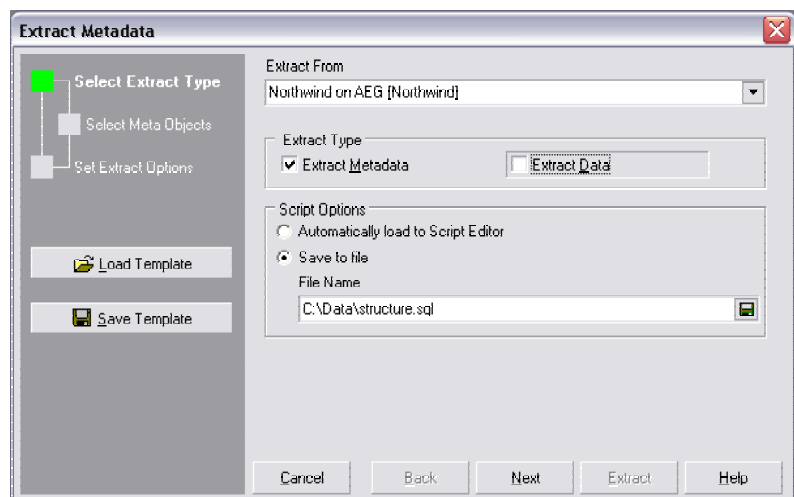 Extract Metadata
Select Extract Type
Select Meta Objects
Set Extract Options
Load Template
Save Template
Extract From
Northwind on AEG [Northwind]
Extract Type
Extract Metadata
Extract Data
Script Options
Automatically load to Script Editor
Save to file
File Name
C:\Data\structure.sql
Cancel
Back
Next
Extract
Help